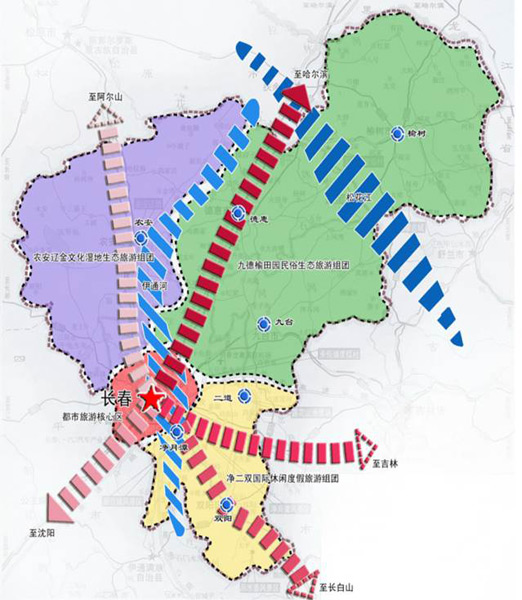 至哈尔滨
至阿尔山
榆树
松花江
农安
德惠
农安辽金文化湿地生态旅游组团
九德榆田园民俗生态旅游组团
伊通河
九台
长春
都市旅游核心区
二道
净月潭
至吉林
净二双国际休闲度假旅游组团
双阳
至沈阳
至长白山